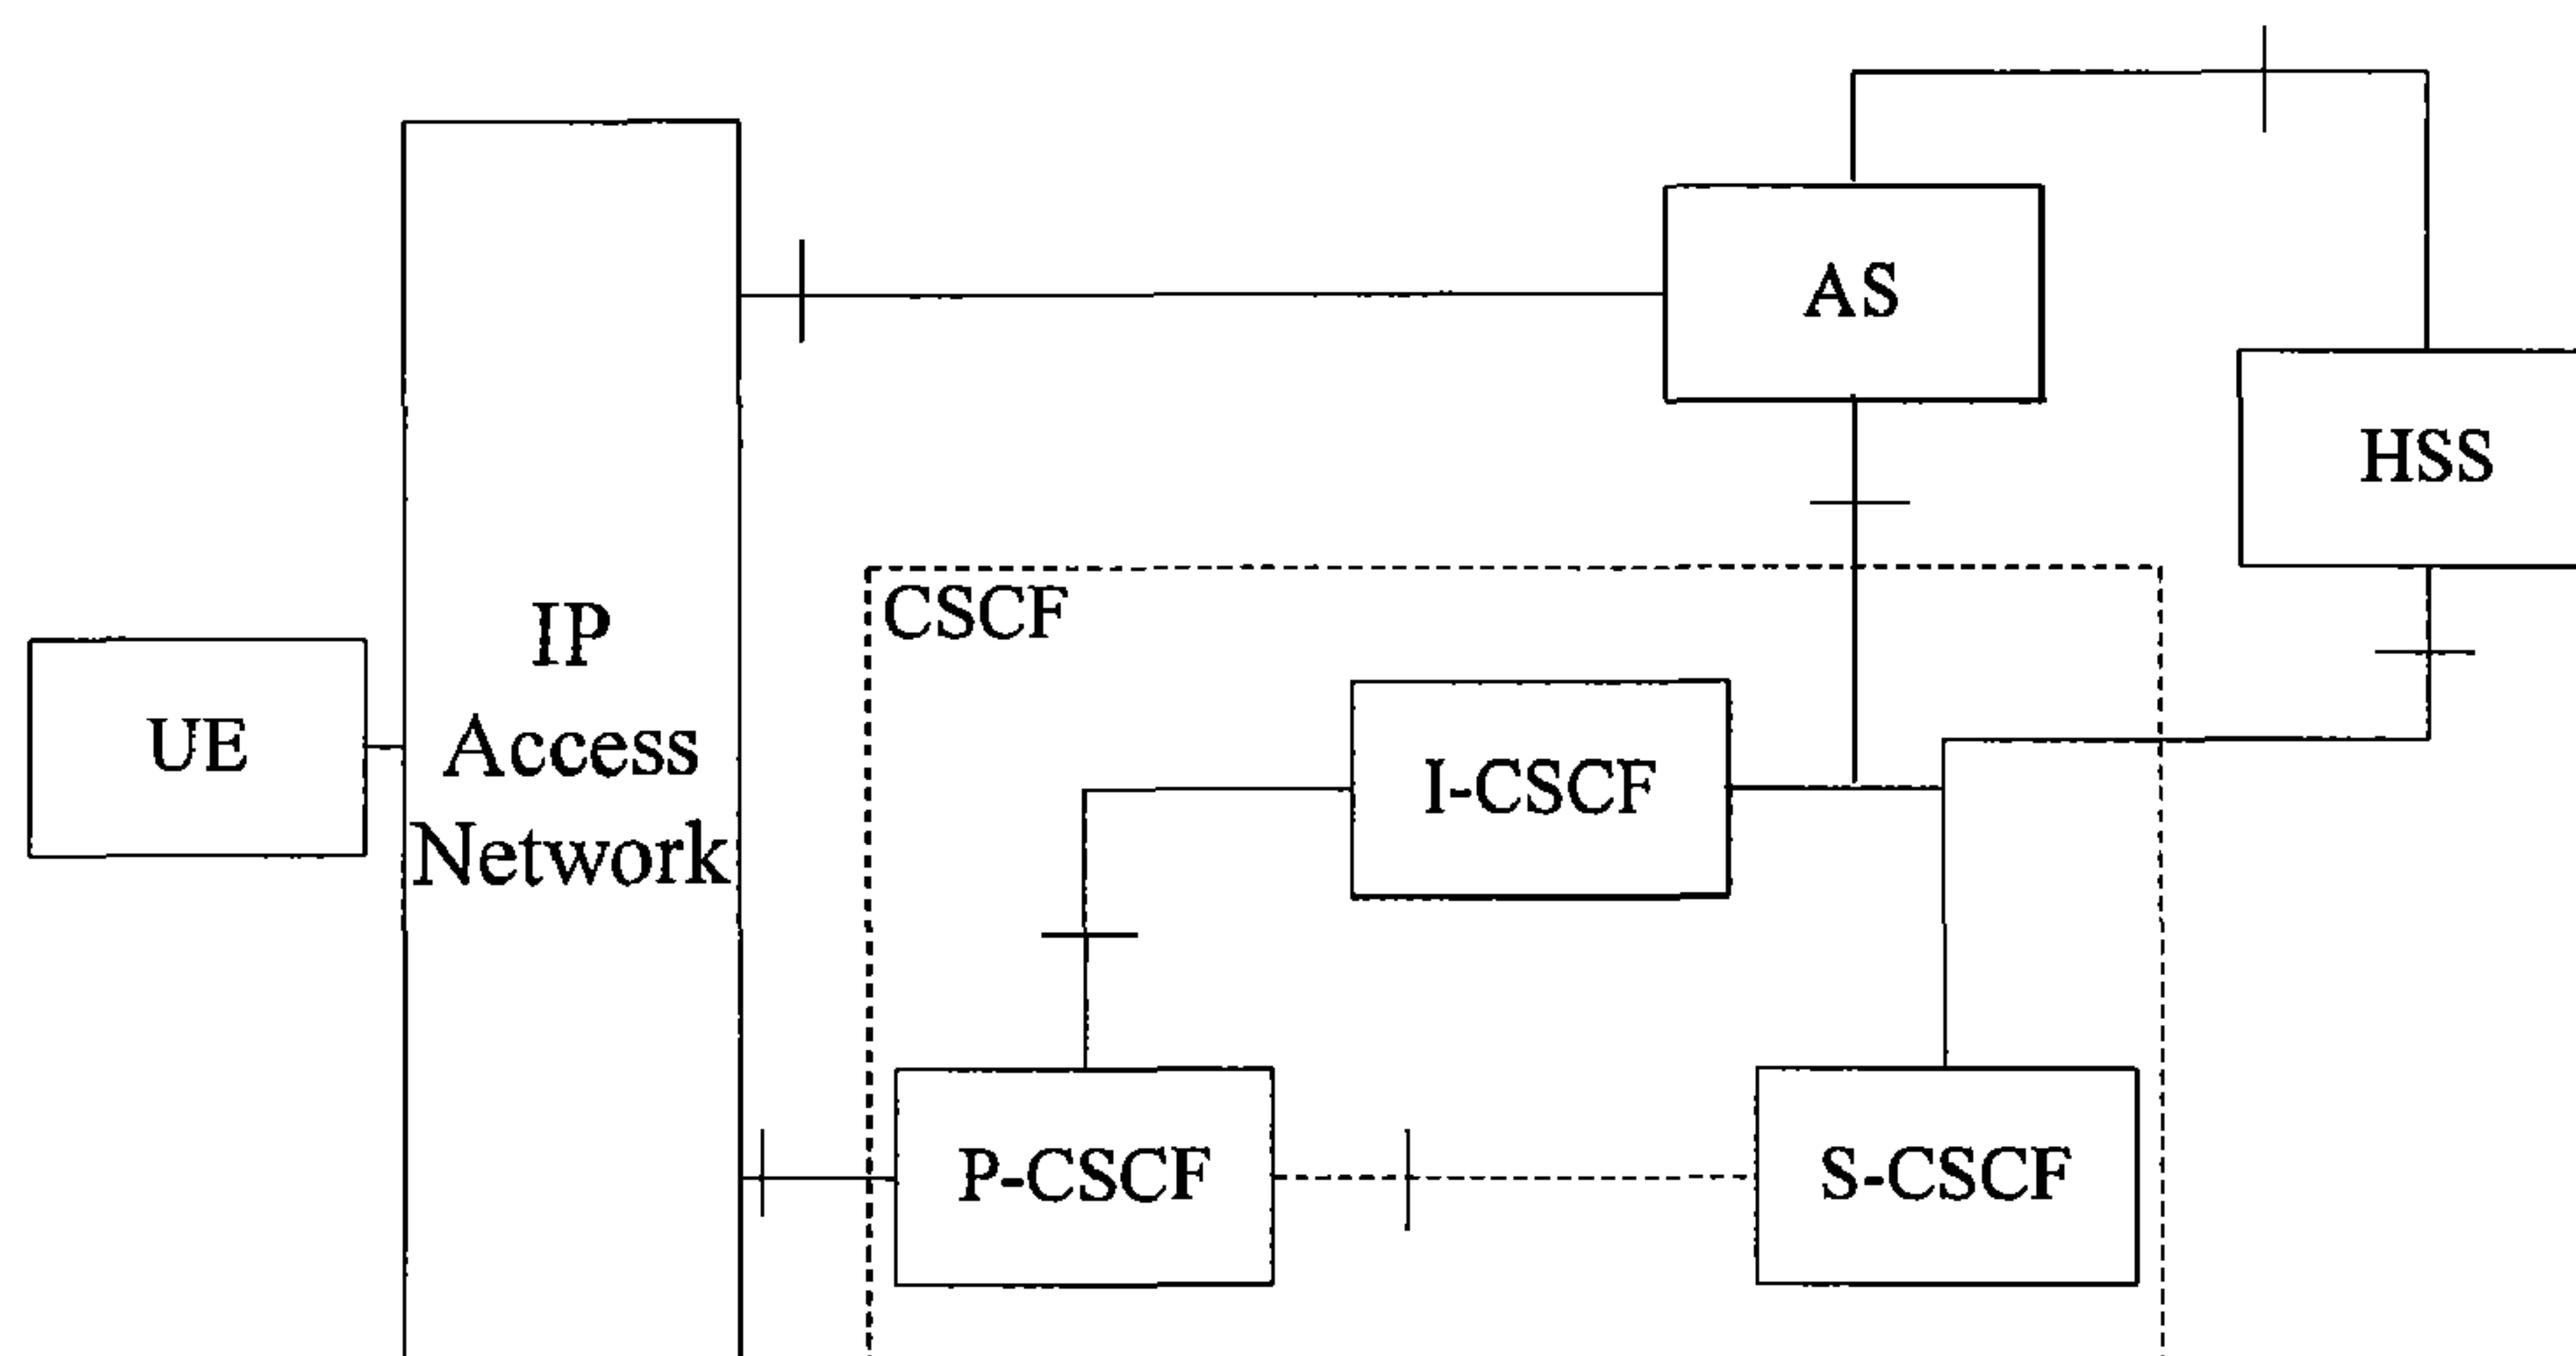 AS
HSS
CSCF
IP
Access
Network
UE
I-CSCF
P-CSCF
S-CSCF